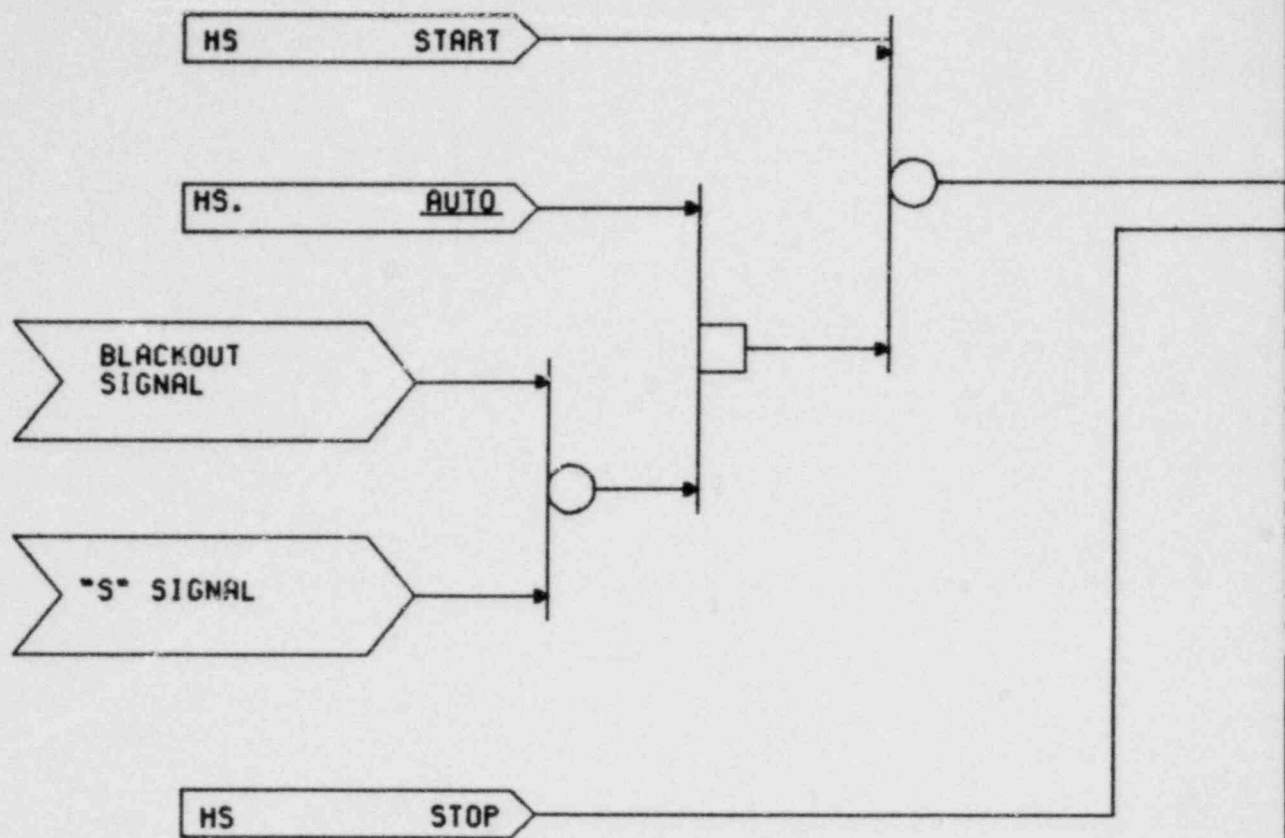 HS START
HS. AUTO
BLACKOUT
SIGNAL
"S" SIGNAL
HS STOP